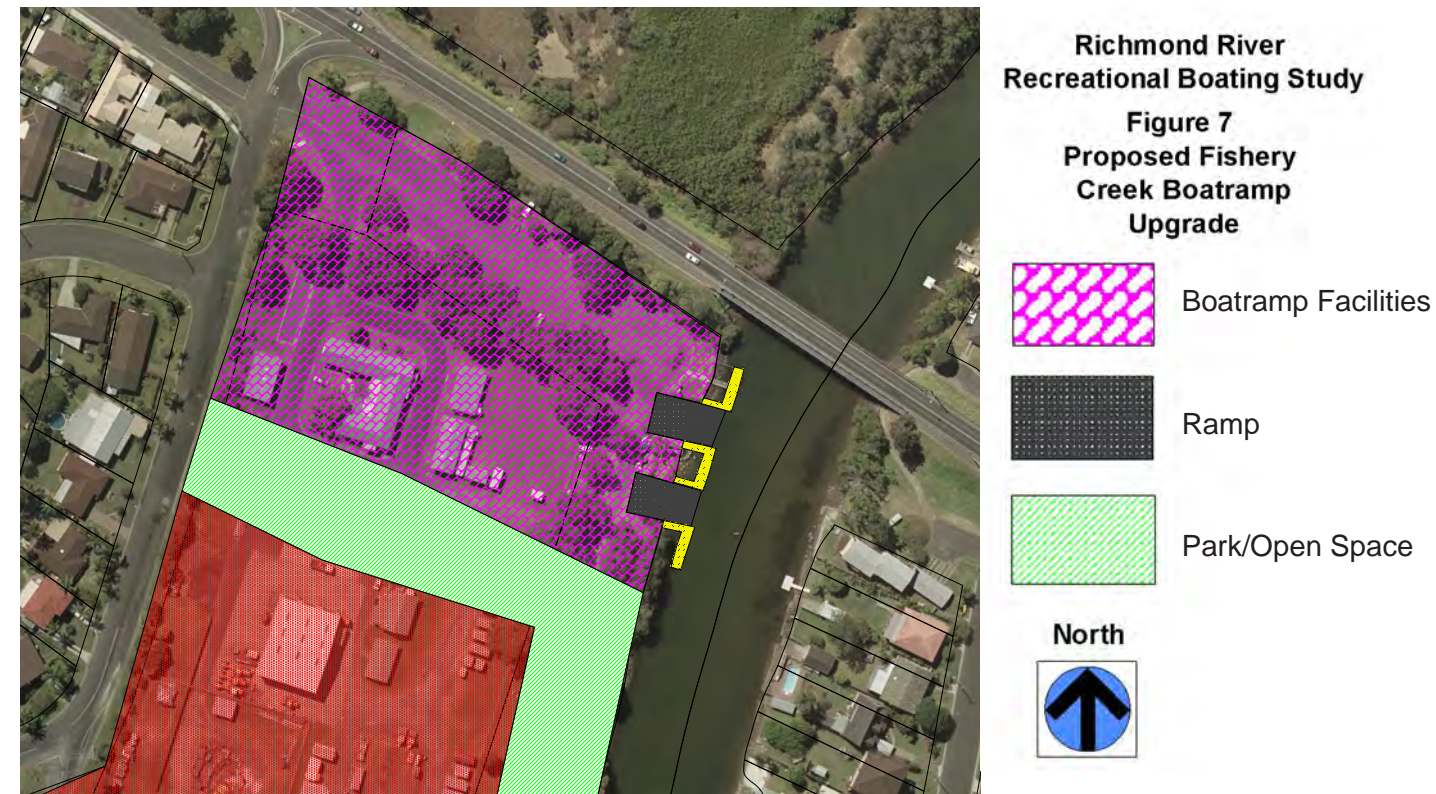 Richmond River
Recreational Boating Study
Figure 7
Proposed Fishery
Creek Boatramp
Upgrade
Boatramp Facilities
Ramp
Park/Open Space
North